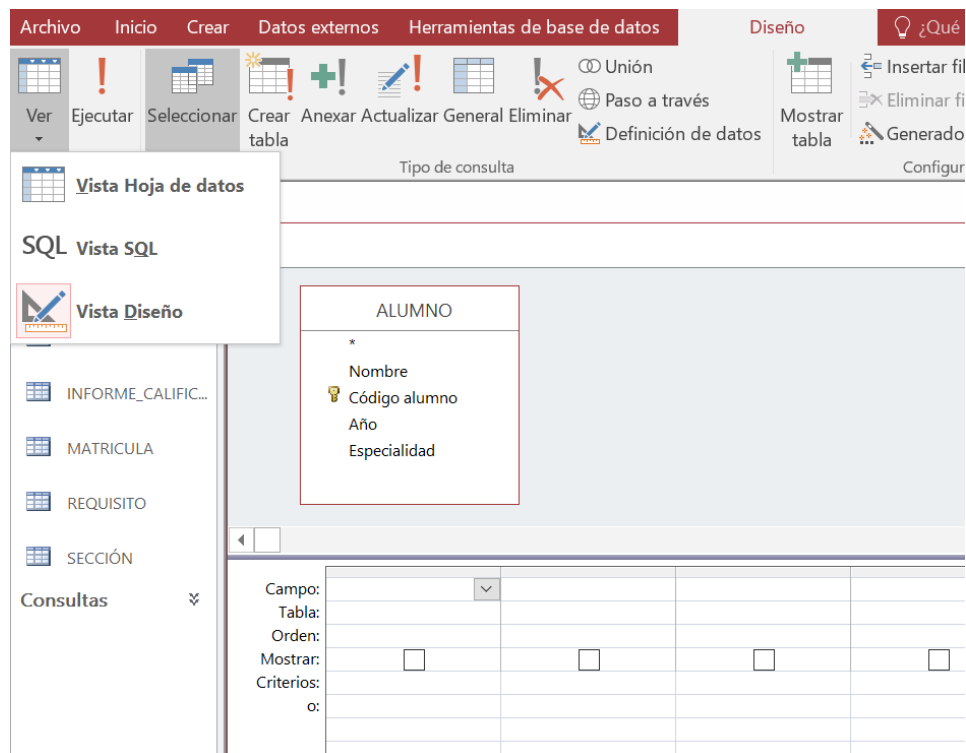 Archivo Inicio Crear Datos externos Herramientas de base de datos Diseño ¿Qué
Ver Ejecutar Seleccionar Crear tabla Anexar Actualizar General Eliminar
Unión
Paso a través
Definición de datos
Mostrar tabla
Insertar fil
Eliminar fi
Generado
Tipo de consulta
Configur
Vista Hoja de datos
SQL Vista SQL
Vista Diseño
ALUMNO
*
Nombre
Código alumno
Año
Especialidad
INFORME_CALIFIC...
MATRICULA
REQUISITO
SECCIÓN
Consultas
Campo:
Tabla:
Orden:
Mostrar:
Criterios:
o: